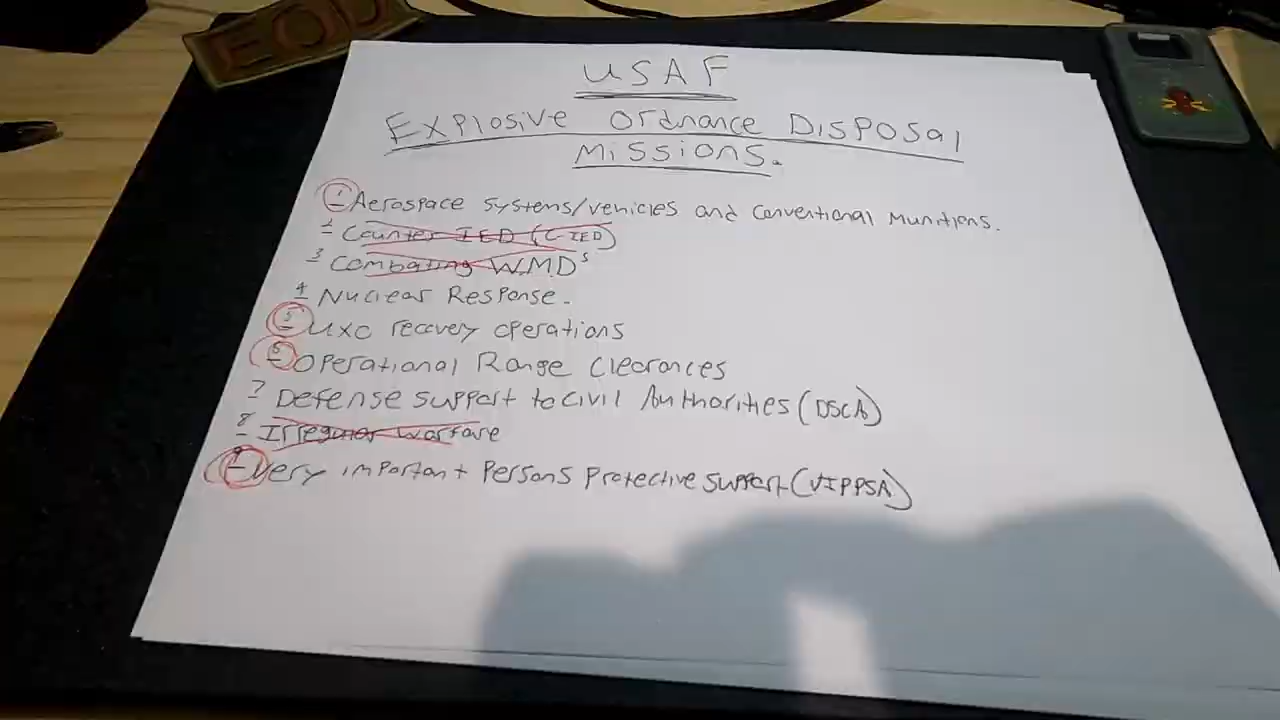 EOD
USAF
Explosive Ordnance Disposal
Missions.
1 Aerospace systems/vehicles and Conventional Munitions.
2 Counter IED (C-IED)
3 Combating WMDs
4 Nuclear Response.
5 UXO recovery operations
6 Operational Range Clearances
7 Defense support to Civil Authorities (DSCA)
8 Irregular Warfare
9 Very important Persons Protective support (VIPPSA)